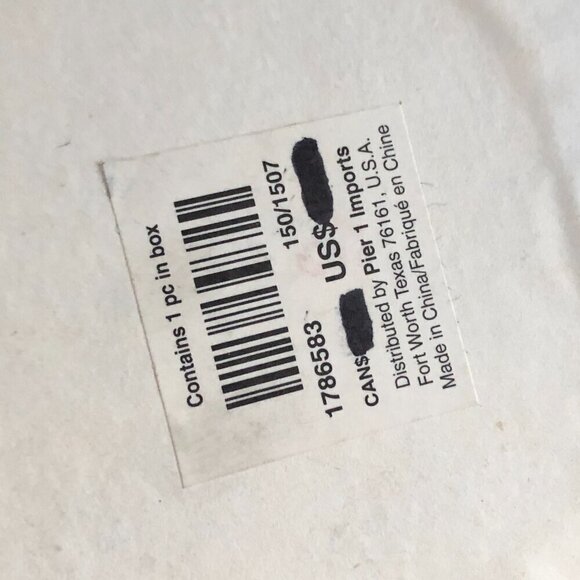 Contains 1 pc in box
1786583 150/1507
CAN$ US$
Distributed by Pier 1 Imports
Fort Worth Texas 76161, U.S.A.
Made in China/Fabriqué en Chine